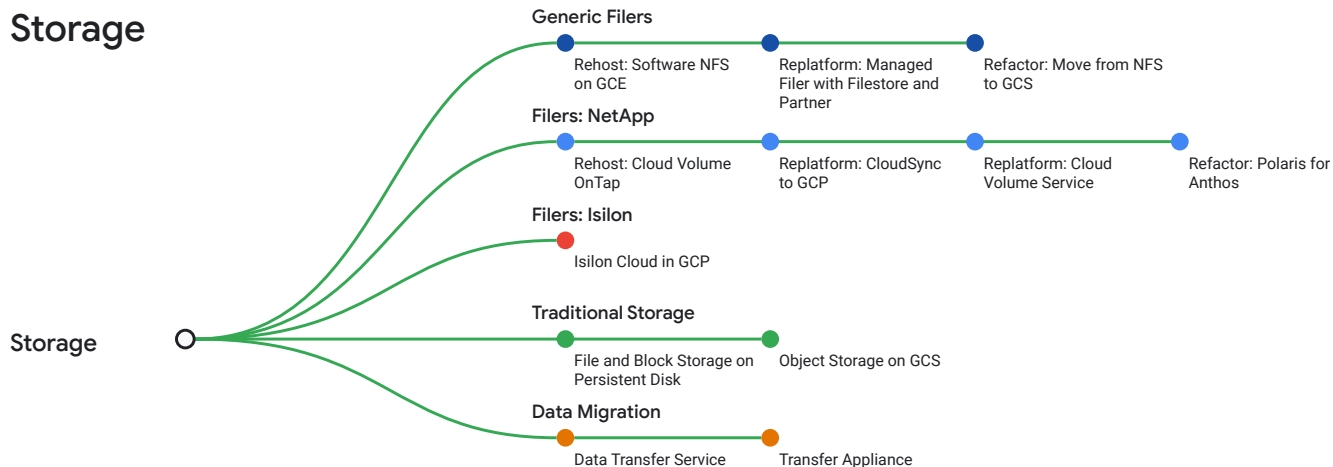 Storage
Generic Filers
Rehost: Software NFS
on GCE
Replatform: Managed
Filer with Filestore and
Partner
Refactor: Move from NFS
to GCS
Filers: NetApp
Rehost: Cloud Volume
OnTap
Replatform: CloudSync
to GCP
Replatform: Cloud
Volume Service
Refactor: Polaris for
Anthos
Filers: Isilon
Isilon Cloud in GCP
Storage
Traditional Storage
File and Block Storage on
Persistent Disk
Object Storage on GCS
Data Migration
Data Transfer Service
Transfer Appliance